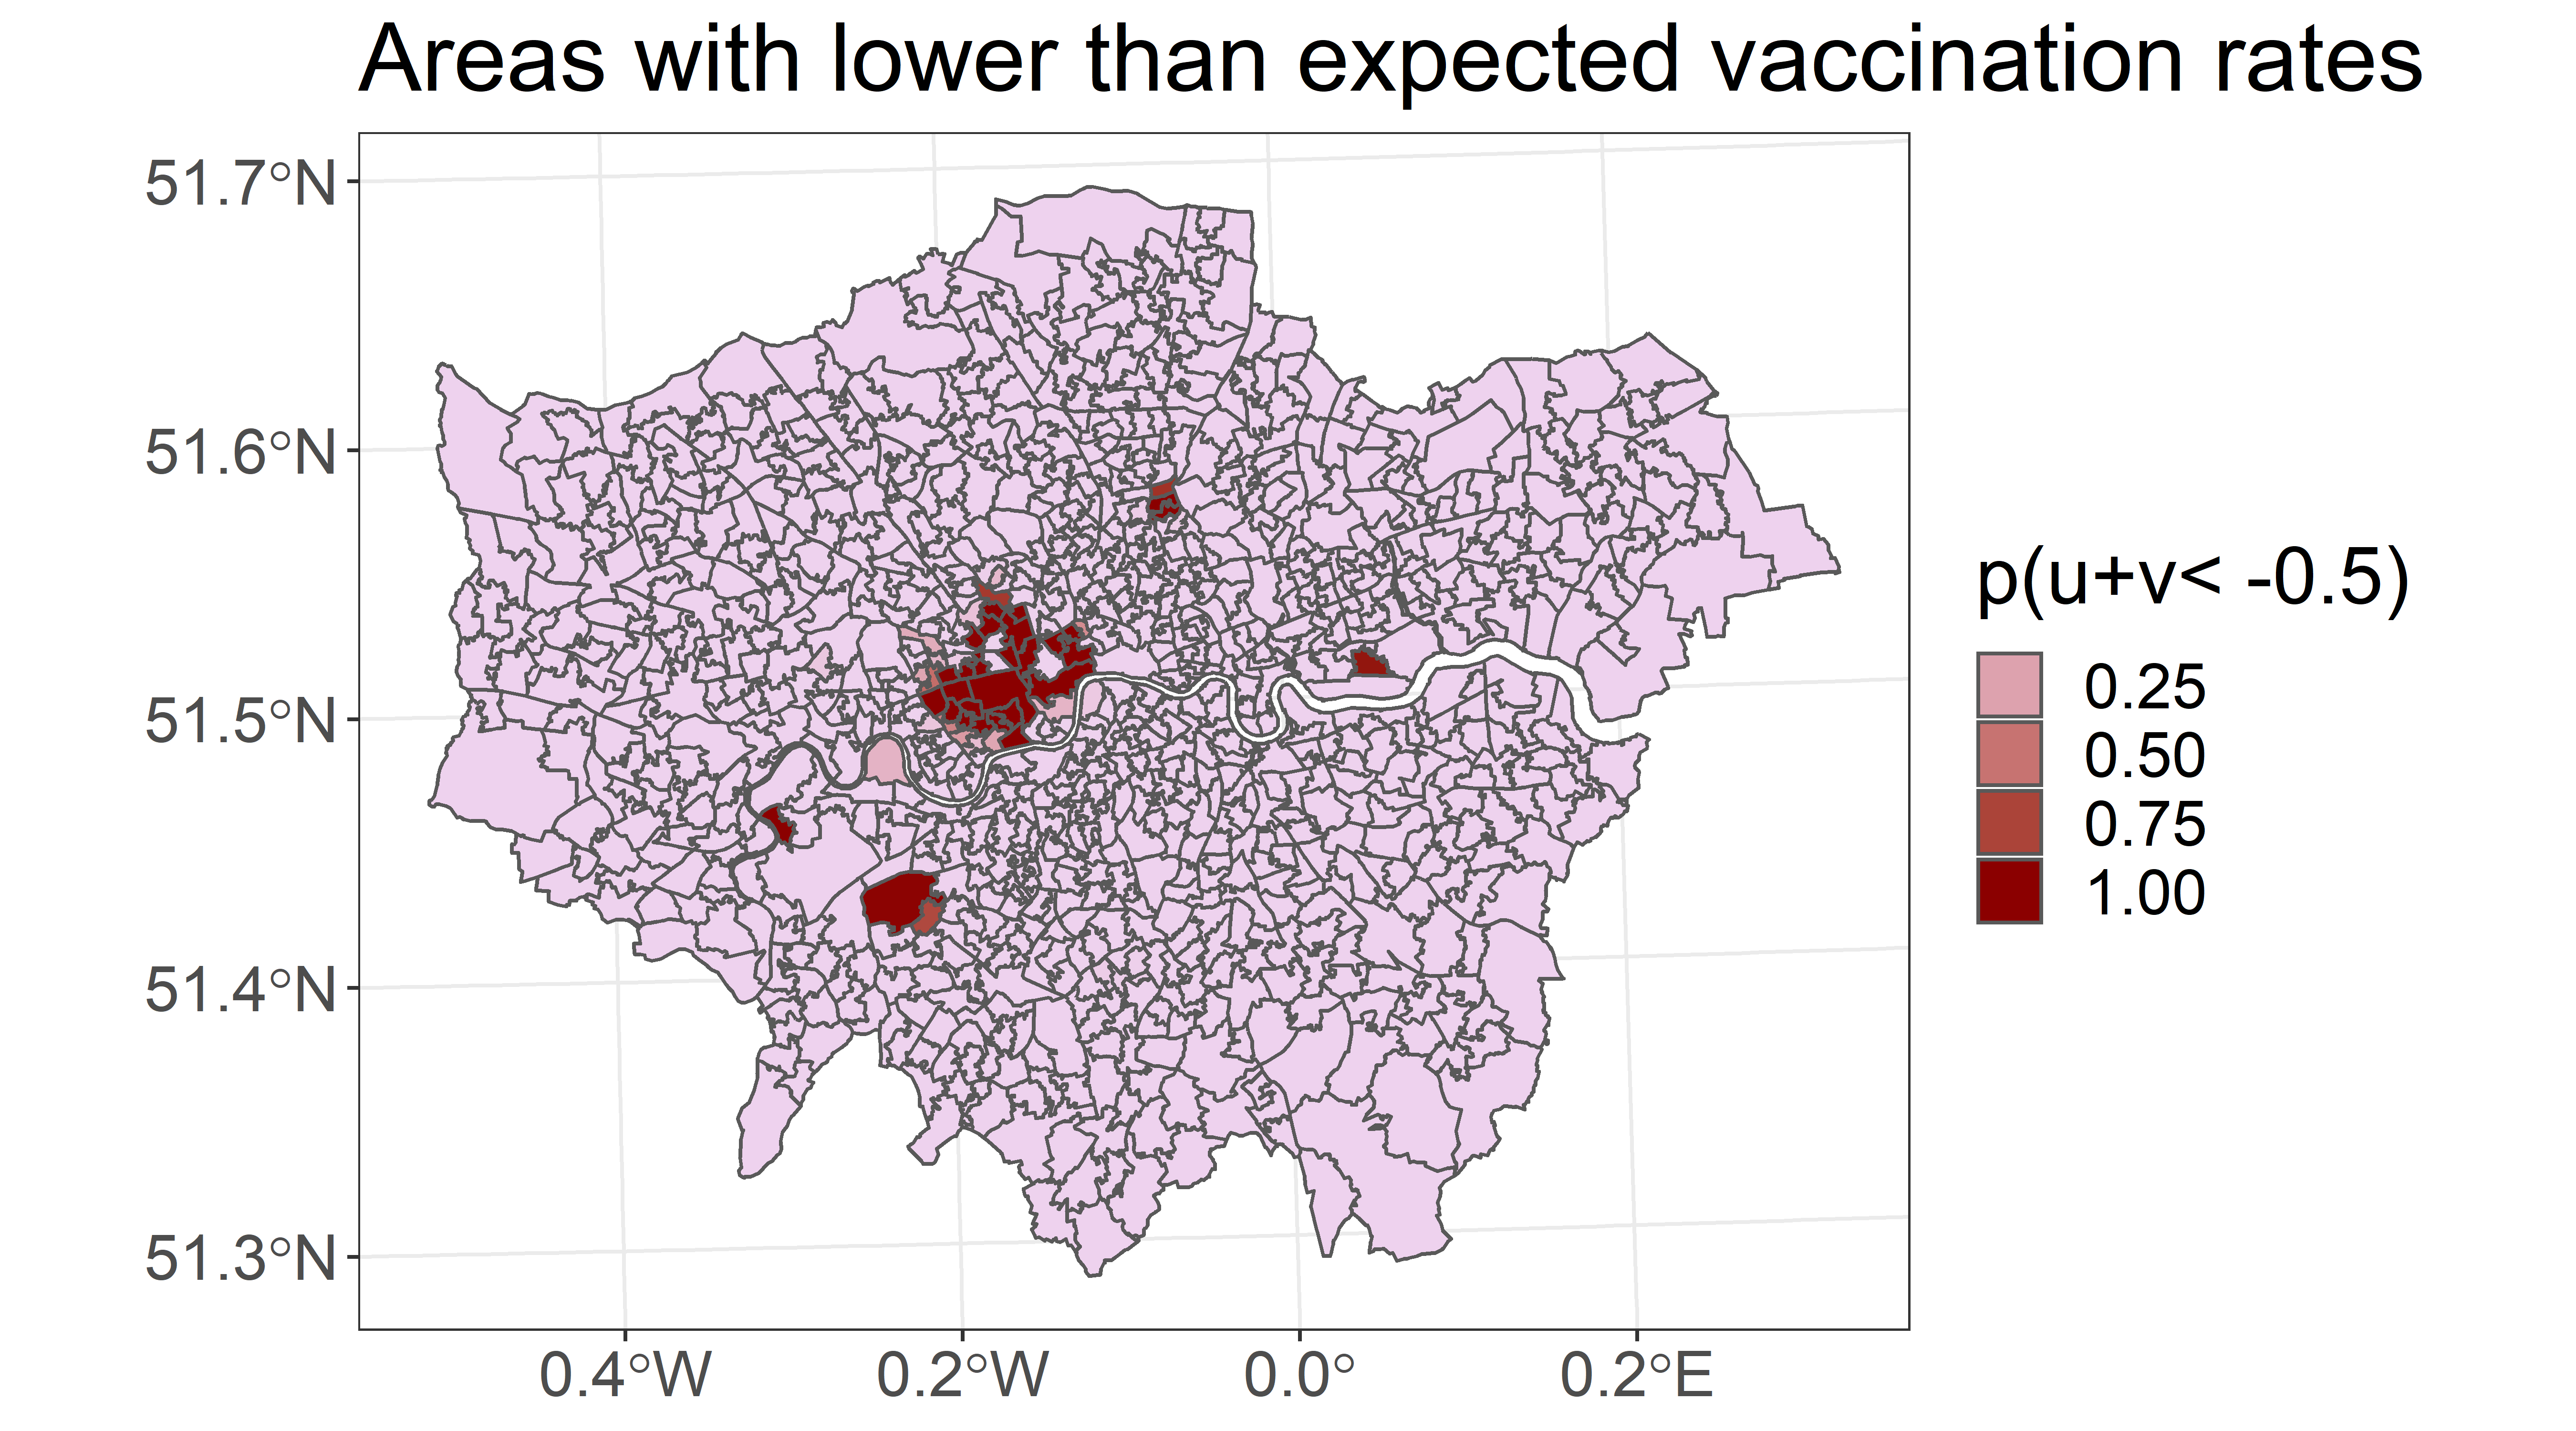 Areas with lower than expected vaccination rates
51.7°N
51.6°N
51.5°N
51.4°N
51.3°N
0.4°W
0.2°W
0.0°
0.2°E
p(u+v< -0.5)
0.25
0.50
0.75
1.00